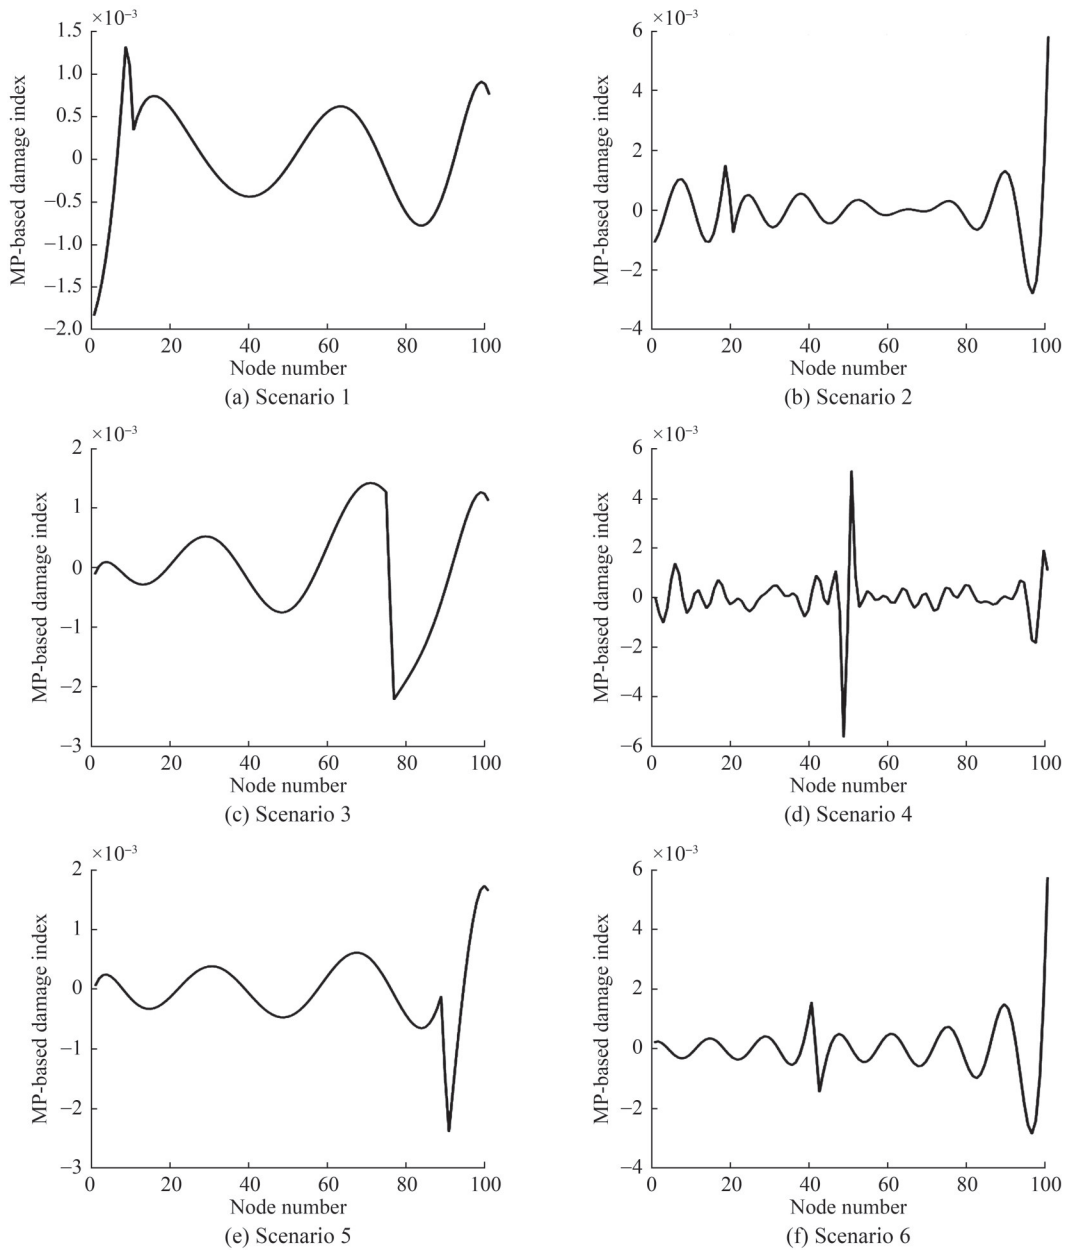 ×10⁻³
1.5
1.0
0.5
0
−0.5
−1.0
−1.5
−2.0
MP-based damage index
0 20 40 60 80 100
Node number
(a) Scenario 1
×10⁻³
6
4
2
0
−2
−4
MP-based damage index
0 20 40 60 80 100
Node number
(b) Scenario 2
×10⁻³
2
1
0
−1
−2
−3
MP-based damage index
0 20 40 60 80 100
Node number
(c) Scenario 3
×10⁻³
6
4
2
0
−2
−4
−6
MP-based damage index
0 20 40 60 80 100
Node number
(d) Scenario 4
×10⁻³
2
1
0
−1
−2
−3
MP-based damage index
0 20 40 60 80 100
Node number
(e) Scenario 5
×10⁻³
6
4
2
0
−2
−4
MP-based damage index
0 20 40 60 80 100
Node number
(f) Scenario 6